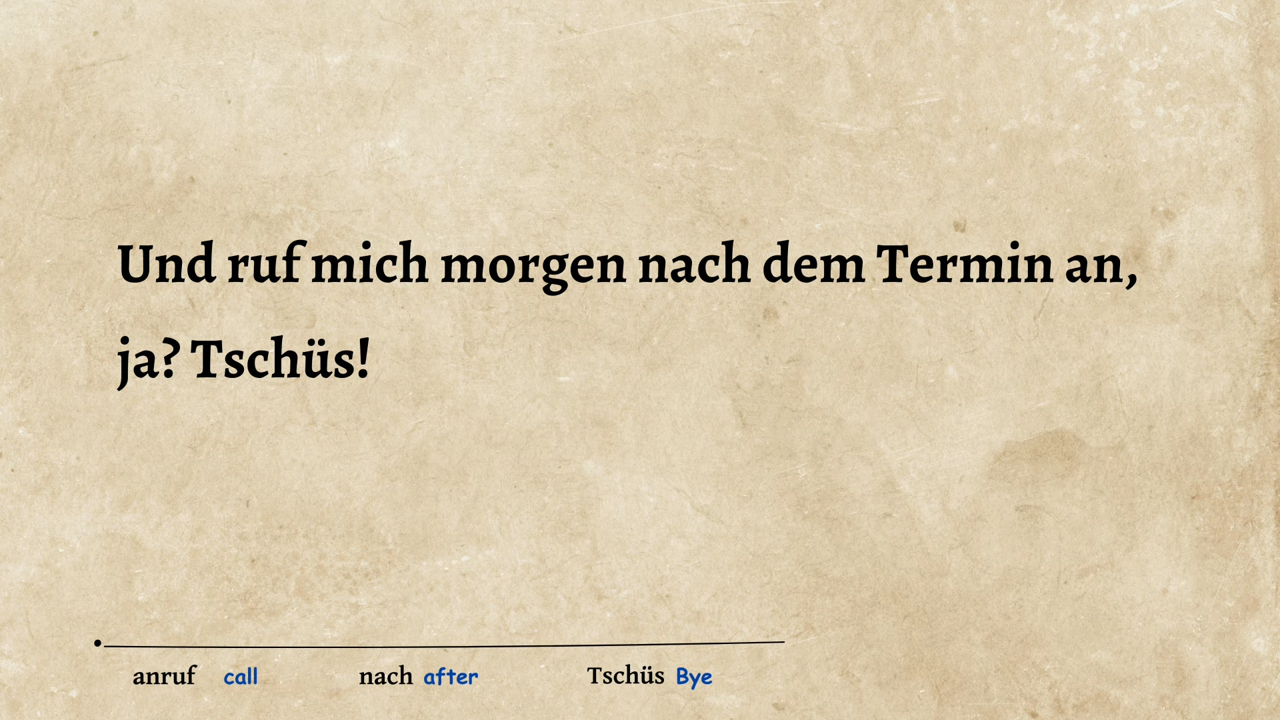 Und ruf mich morgen nach dem Termin an,
ja? Tschüs!
anruf call nach after Tschüs Bye